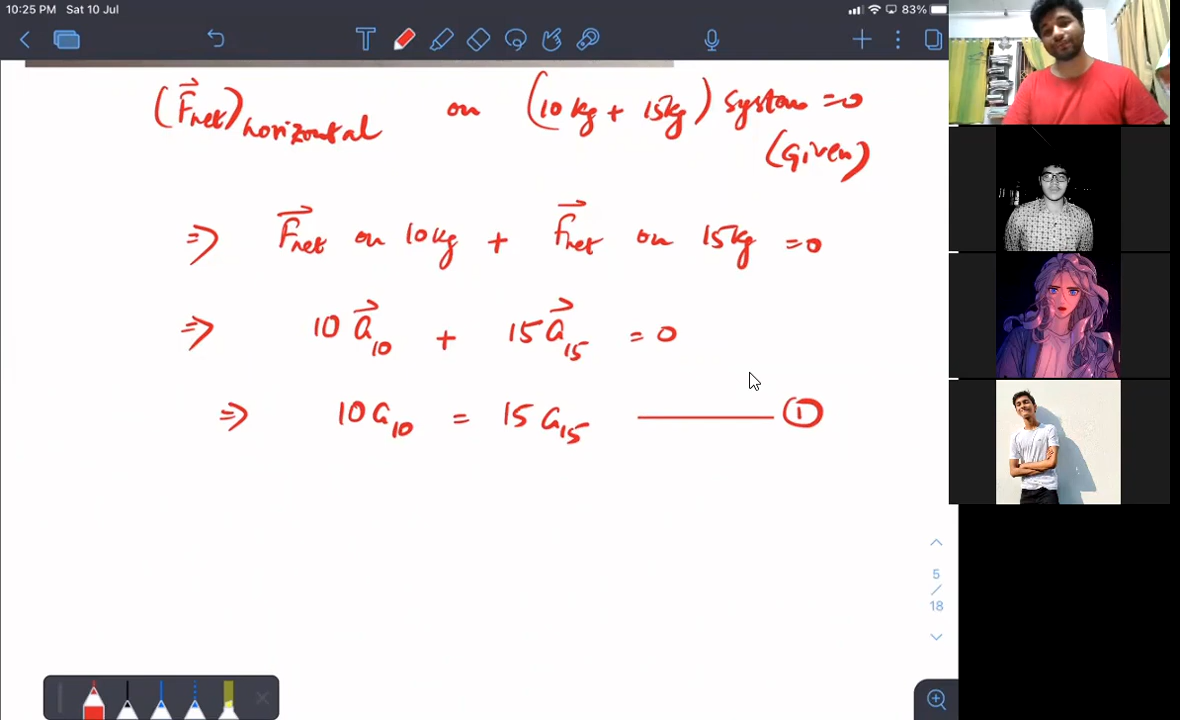 10:25 PM Sat 10 Jul 83%
T
(F⃗net)horizontal on (10 kg + 15kg) system = 0
(Given)
⇒ F⃗net on 10kg + F⃗net on 15kg = 0
⇒ 10 a⃗10 + 15 a⃗15 = 0
⇒ 10 a10 = 15 a15 ——— ①
5
/
18